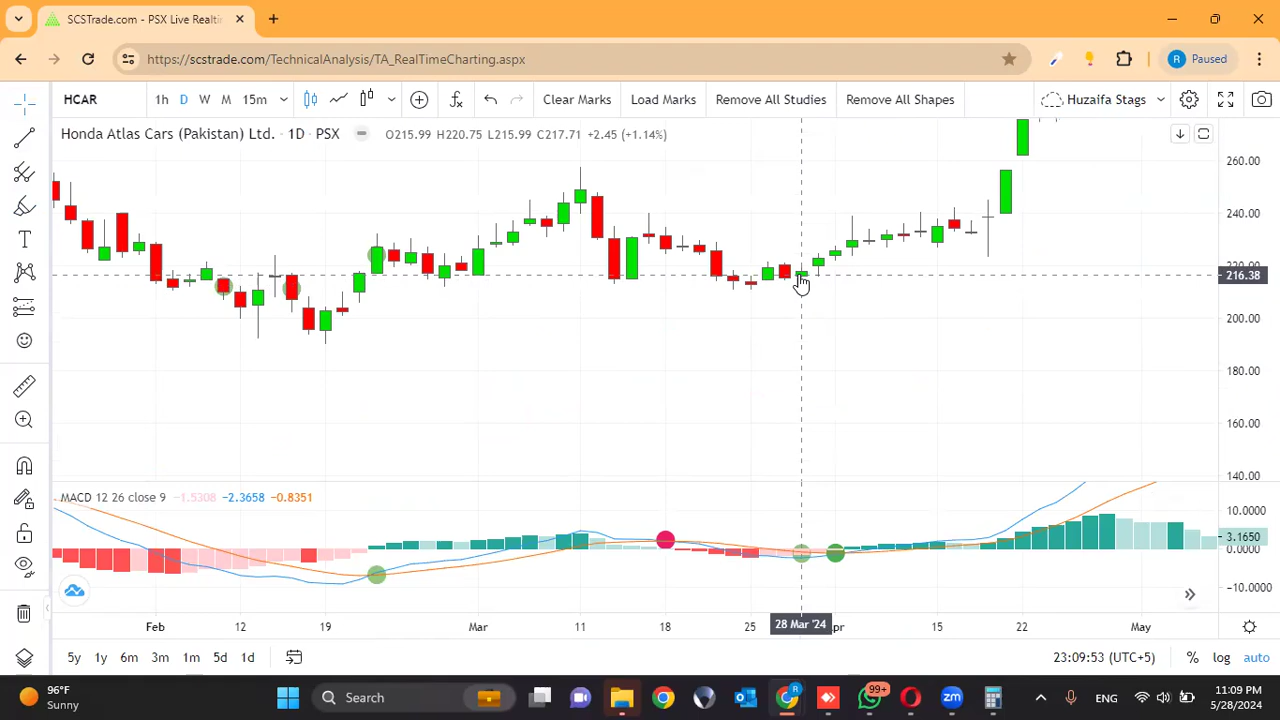 SCSTrade.com - PSX Live Realti
https://scstrade.com/TechnicalAnalysis/TA_RealTimeCharting.aspx
R Paused
HCAR 1h D W M 15m Clear Marks Load Marks Remove All Studies Remove All Shapes Huzaifa Stags
Honda Atlas Cars (Pakistan) Ltd. · 1D · PSX O215.99 H220.75 L215.99 C217.71 +2.45 (+1.14%)
260.00
240.00
220.00
216.38
200.00
180.00
160.00
140.00
MACD 12 26 close 9 −1.5308 −2.3658 −0.8351
10.0000
3.1650
0.0000
−10.0000
Feb 12 19 Mar 11 18 25 28 Mar '24 pr 15 22 May
5y 1y 6m 3m 1m 5d 1d 23:09:53 (UTC+5) % log auto
96°F
Sunny
Search
R
99+
zm
ENG
11:09 PM
5/28/2024